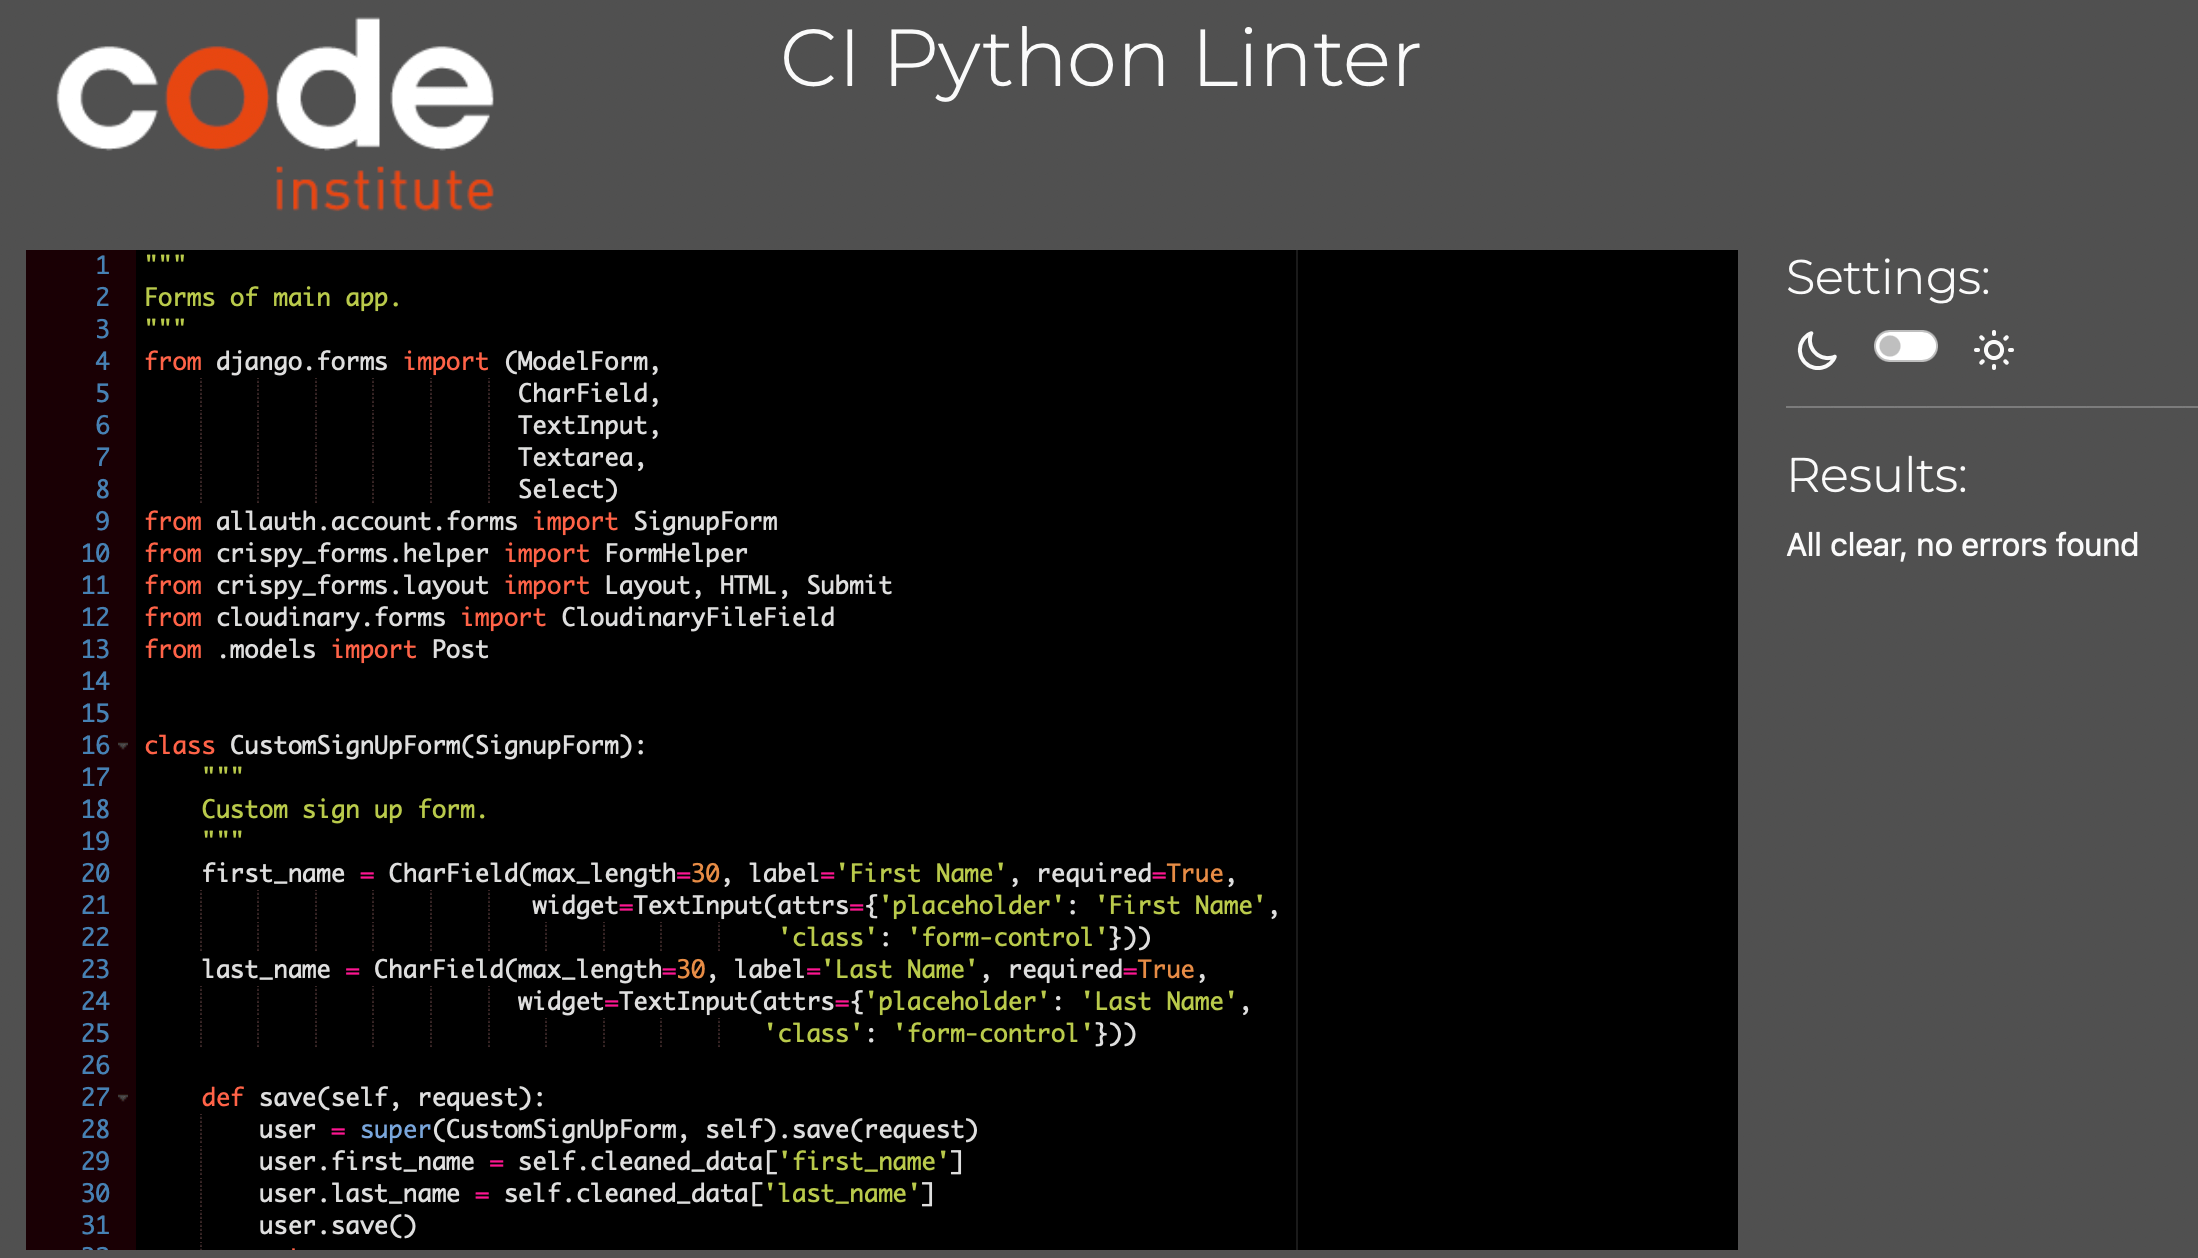 code
institute
CI Python Linter
1 """
2 Forms of main app.
3 """
4 from django.forms import (ModelForm,
5                           CharField,
6                           TextInput,
7                           Textarea,
8                           Select)
9 from allauth.account.forms import SignupForm
10 from crispy_forms.helper import FormHelper
11 from crispy_forms.layout import Layout, HTML, Submit
12 from cloudinary.forms import CloudinaryFileField
13 from .models import Post
14
15
16 class CustomSignUpForm(SignupForm):
17     """
18     Custom sign up form.
19     """
20     first_name = CharField(max_length=30, label='First Name', required=True,
21                            widget=TextInput(attrs={'placeholder': 'First Name',
22                                             'class': 'form-control'}))
23     last_name = CharField(max_length=30, label='Last Name', required=True,
24                           widget=TextInput(attrs={'placeholder': 'Last Name',
25                                            'class': 'form-control'}))
26
27     def save(self, request):
28         user = super(CustomSignUpForm, self).save(request)
29         user.first_name = self.cleaned_data['first_name']
30         user.last_name = self.cleaned_data['last_name']
31         user.save()
Settings:
Results:
All clear, no errors found